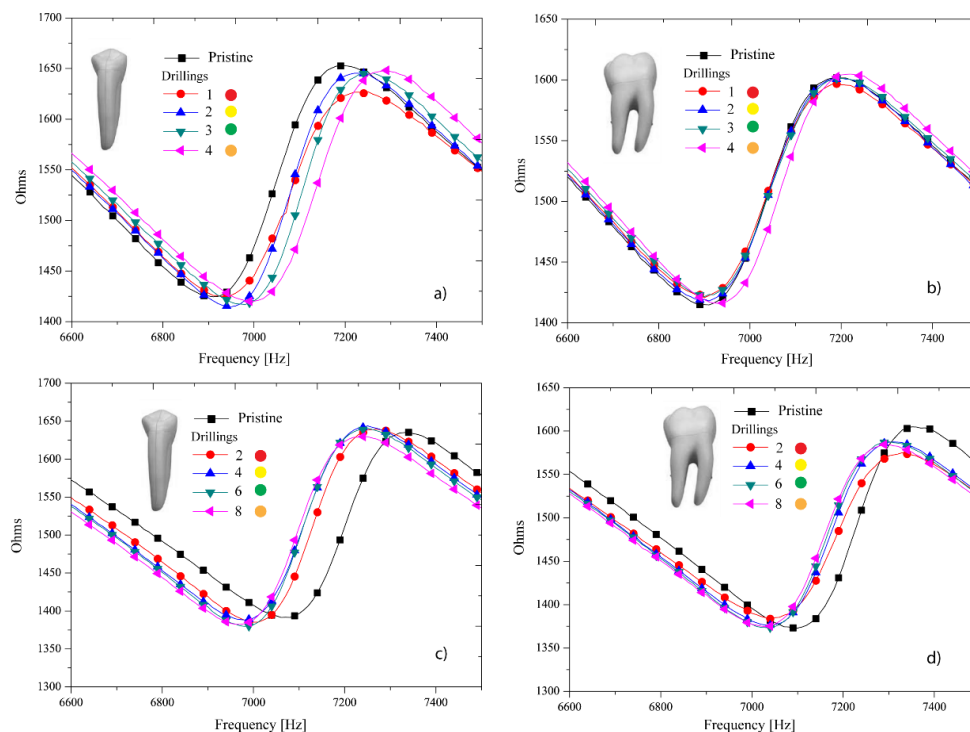 1700
1650
1600
1550
1500
1450
1400
Ohms
6600 6800 7000 7200 7400
Frequency [Hz]
Pristine
Drillings
1
2
3
4
a)
1650
1600
1550
1500
1450
1400
Ohms
6600 6800 7000 7200 7400
Frequency [Hz]
Pristine
Drillings
1
2
3
4
b)
1700
1650
1600
1550
1500
1450
1400
1350
1300
Ohms
6600 6800 7000 7200 7400
Frequency [Hz]
Pristine
Drillings
2
4
6
8
c)
1650
1600
1550
1500
1450
1400
1350
1300
Ohms
6600 6800 7000 7200 7400
Frequency [Hz]
Pristine
Drillings
2
4
6
8
d)